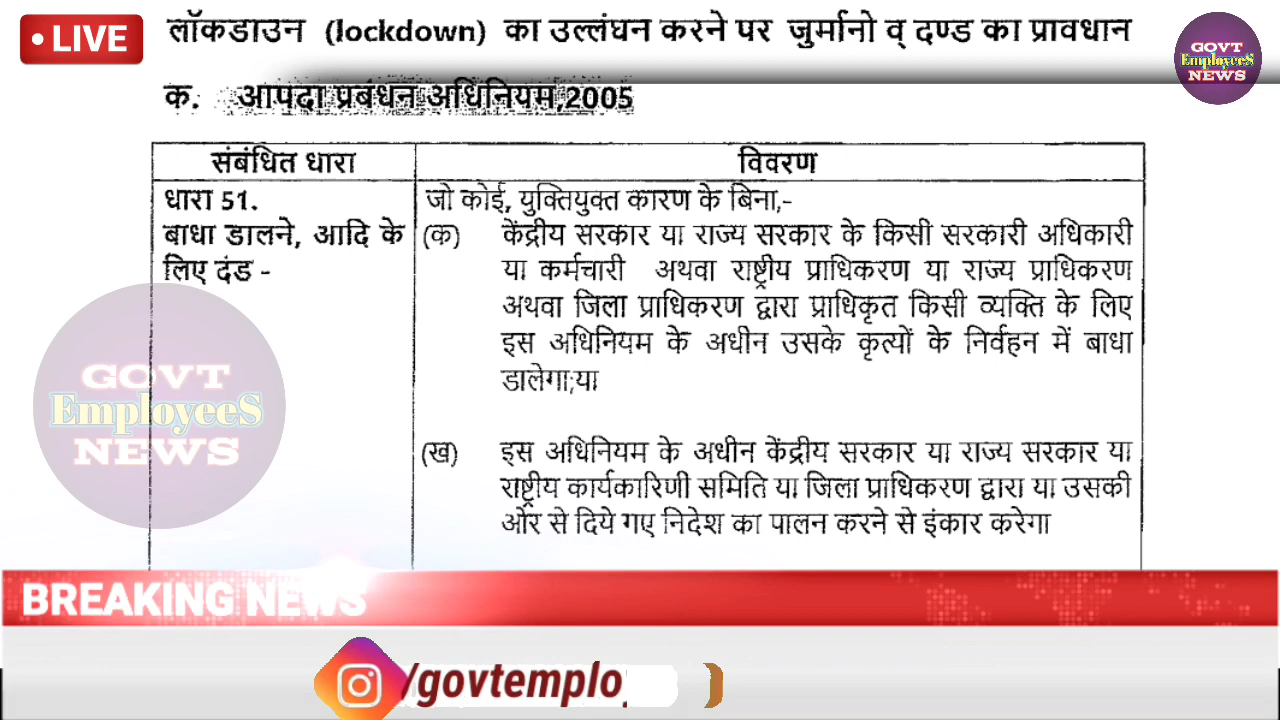 • LIVE
लॉकडाउन (lockdown) का उल्लंघन करने पर जुर्मानो व् दण्ड का प्रावधान
GOVT
EmployeeS
NEWS
क. आपदा प्रबंधन अधिनियम,2005
संबंधित धारा
विवरण
धारा 51.
बाधा डालने, आदि के
लिए दंड -
जो कोई, युक्तियुक्त कारण के बिना,-
(क) केंद्रीय सरकार या राज्य सरकार के किसी सरकारी अधिकारी
या कर्मचारी अथवा राष्ट्रीय प्राधिकरण या राज्य प्राधिकरण
अथवा जिला प्राधिकरण द्वारा प्राधिकृत किसी व्यक्ति के लिए
इस अधिनियम के अधीन उसके कृत्यों के निर्वहन में बाधा
डालेगा;या
(ख) इस अधिनियम के अधीन केंद्रीय सरकार या राज्य सरकार या
राष्ट्रीय कार्यकारिणी समिति या जिला प्राधिकरण द्वारा या उसकी
ओर से दिये गए निदेश का पालन करने से इंकार करेगा
GOVT
EmployeeS
NEWS
BREAKING NEWS